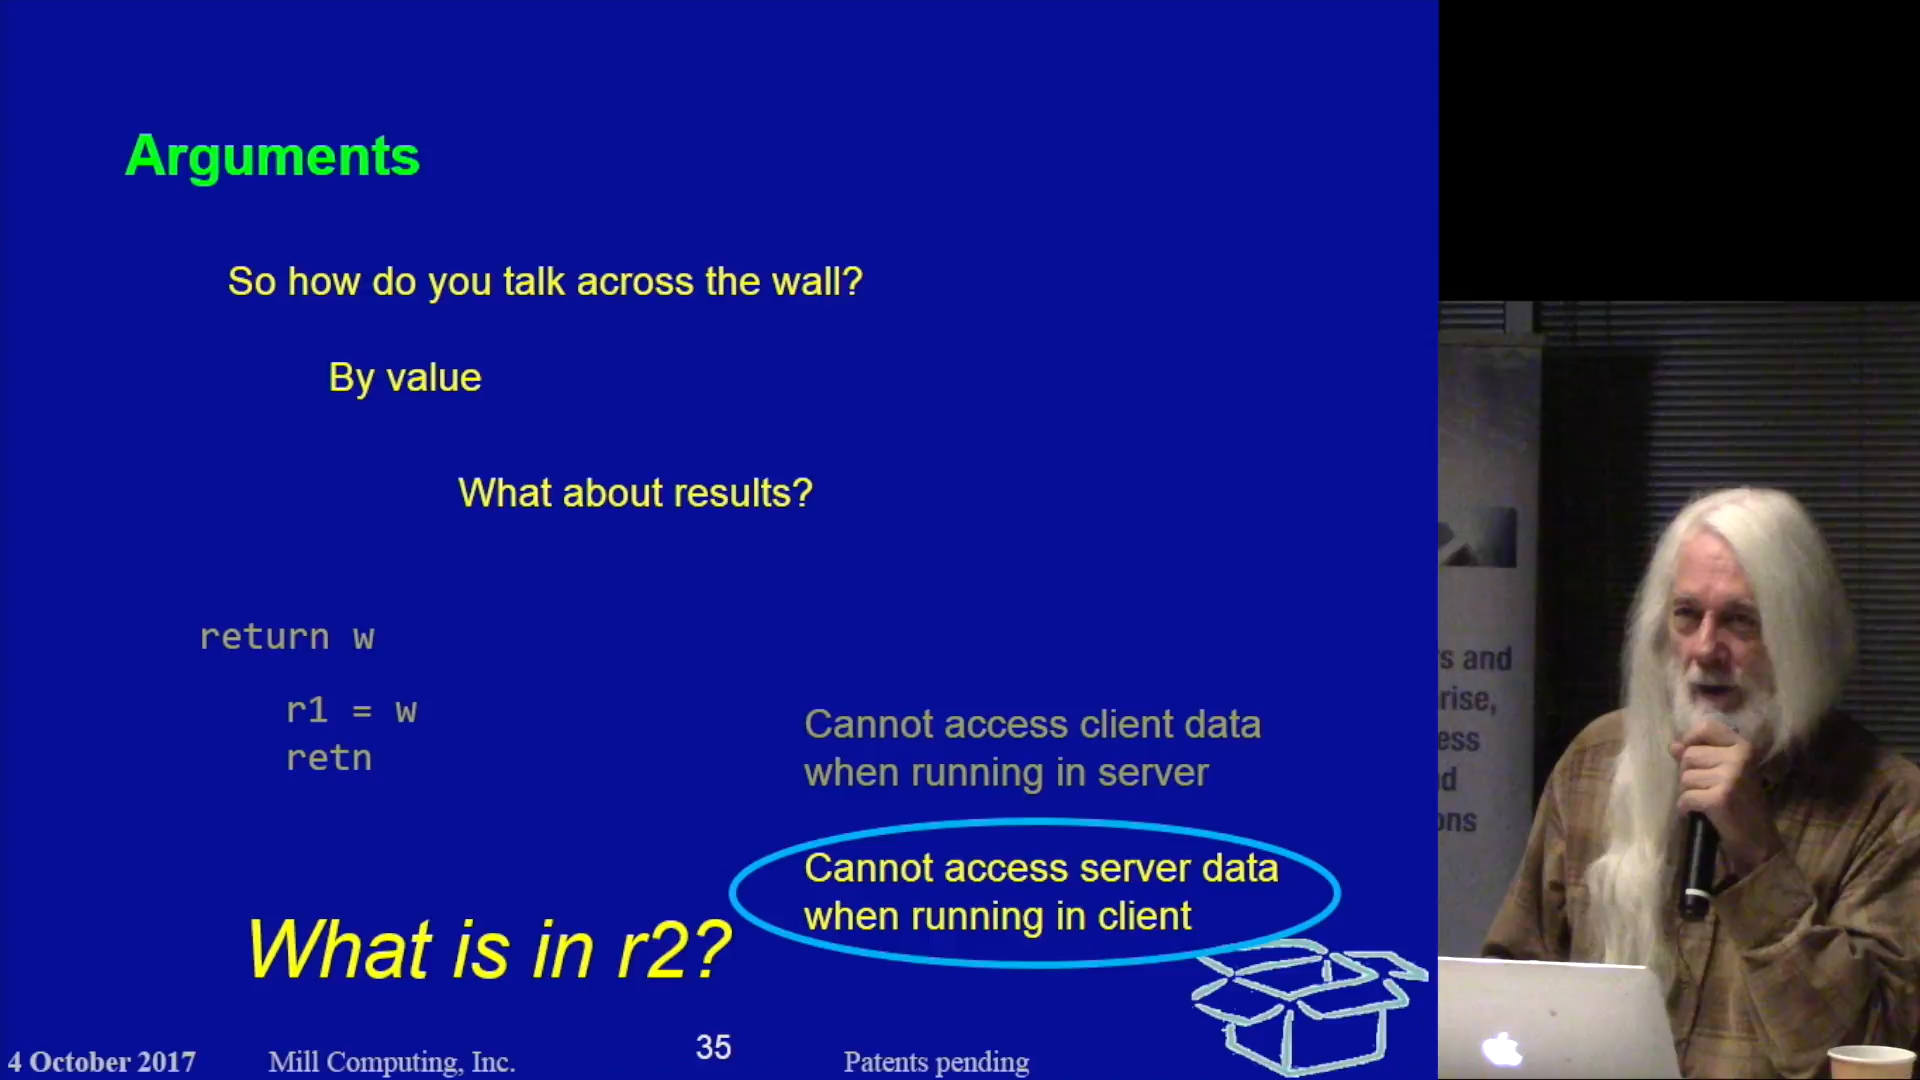 Arguments
So how do you talk across the wall?
By value
What about results?
return w
r1 = w
retn
Cannot access client data
when running in server
Cannot access server data
when running in client
What is in r2?
4 October 2017
Mill Computing, Inc.
35
Patents pending
s and
rise,
ess
d
ons